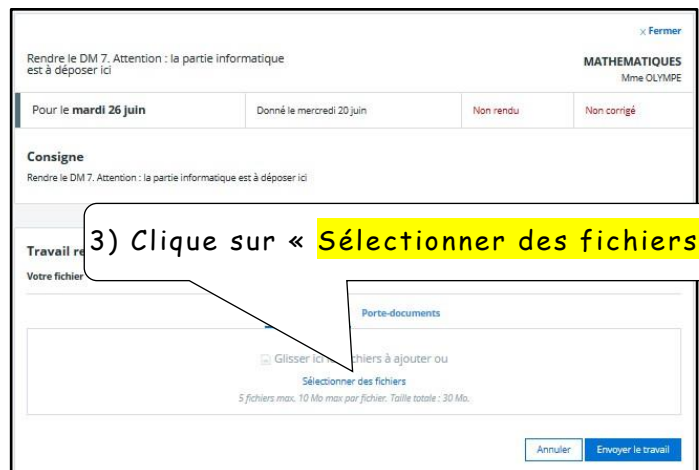 × Fermer
Rendre le DM 7. Attention : la partie informatique
est à déposer ici
MATHEMATIQUES
Mme OLYMPE
Pour le mardi 26 juin
Donné le mercredi 20 juin
Non rendu
Non corrigé
Consigne
Rendre le DM 7. Attention : la partie informatique est à déposer ici
3) Clique sur « Sélectionner des fichiers
Travail
Votre fichier
Porte-documents
Glisser ici à ajouter ou
Sélectionner des fichiers
5 fichiers max, 10 Mo max par fichier. Taille totale : 30 Mo.
Annuler
Envoyer le travail